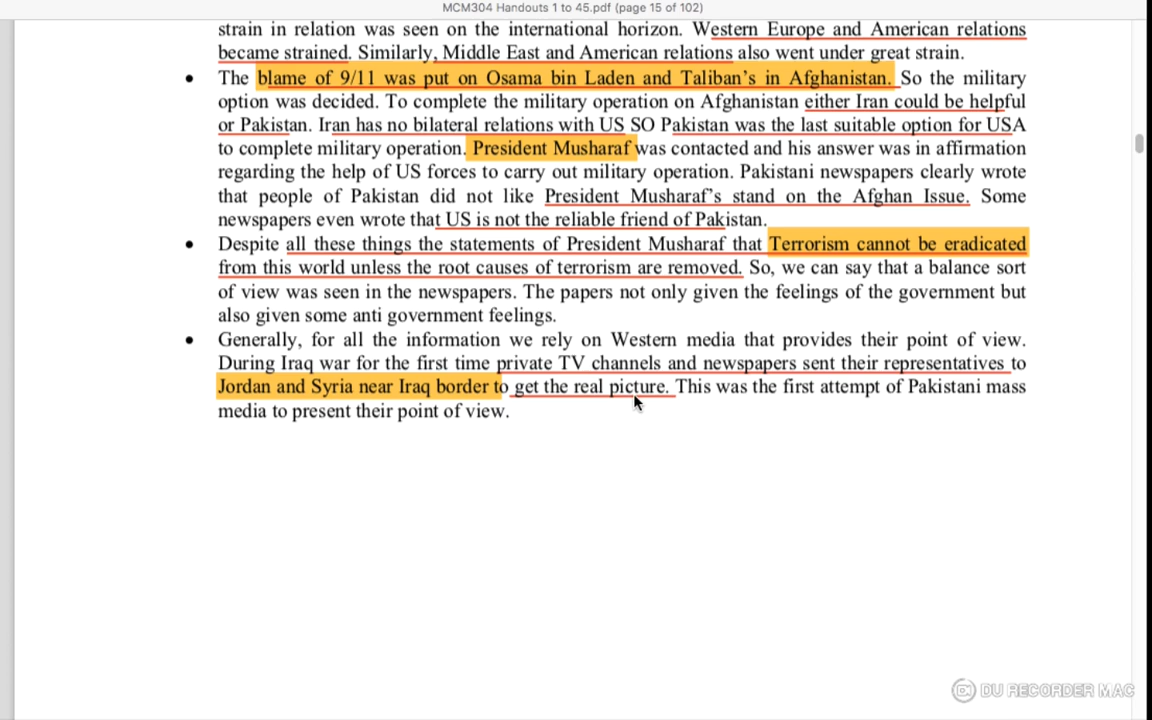 MCM304 Handouts 1 to 45.pdf (page 15 of 102)
strain in relation was seen on the international horizon. Western Europe and American relations
became strained. Similarly, Middle East and American relations also went under great strain.
• The blame of 9/11 was put on Osama bin Laden and Taliban's in Afghanistan. So the military
option was decided. To complete the military operation on Afghanistan either Iran could be helpful
or Pakistan. Iran has no bilateral relations with US SO Pakistan was the last suitable option for USA
to complete military operation. President Musharaf was contacted and his answer was in affirmation
regarding the help of US forces to carry out military operation. Pakistani newspapers clearly wrote
that people of Pakistan did not like President Musharaf's stand on the Afghan Issue. Some
newspapers even wrote that US is not the reliable friend of Pakistan.
• Despite all these things the statements of President Musharaf that Terrorism cannot be eradicated
from this world unless the root causes of terrorism are removed. So, we can say that a balance sort
of view was seen in the newspapers. The papers not only given the feelings of the government but
also given some anti government feelings.
• Generally, for all the information we rely on Western media that provides their point of view.
During Iraq war for the first time private TV channels and newspapers sent their representatives to
Jordan and Syria near Iraq border to get the real picture. This was the first attempt of Pakistani mass
media to present their point of view.
DU RECORDER MAC